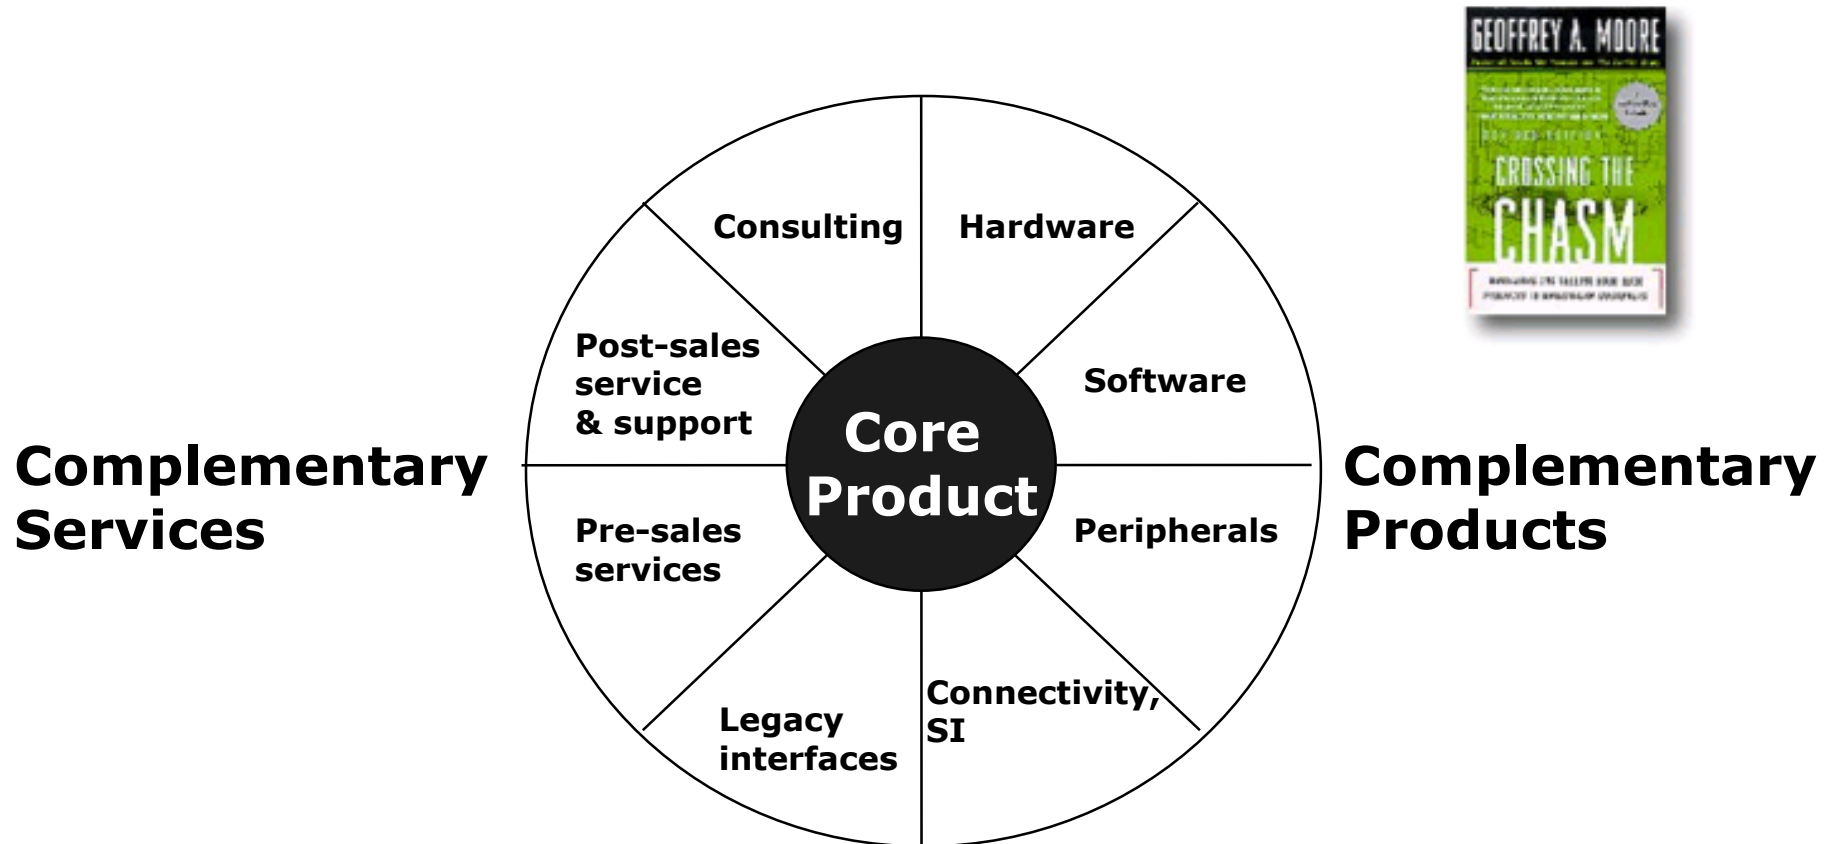 GEOFFREY A. MOORE
CROSSING THE
CHASM
Consulting
Hardware
Post-sales
service
& support
Software
Core
Product
Complementary
Services
Complementary
Products
Pre-sales
services
Peripherals
Legacy
interfaces
Connectivity,
SI